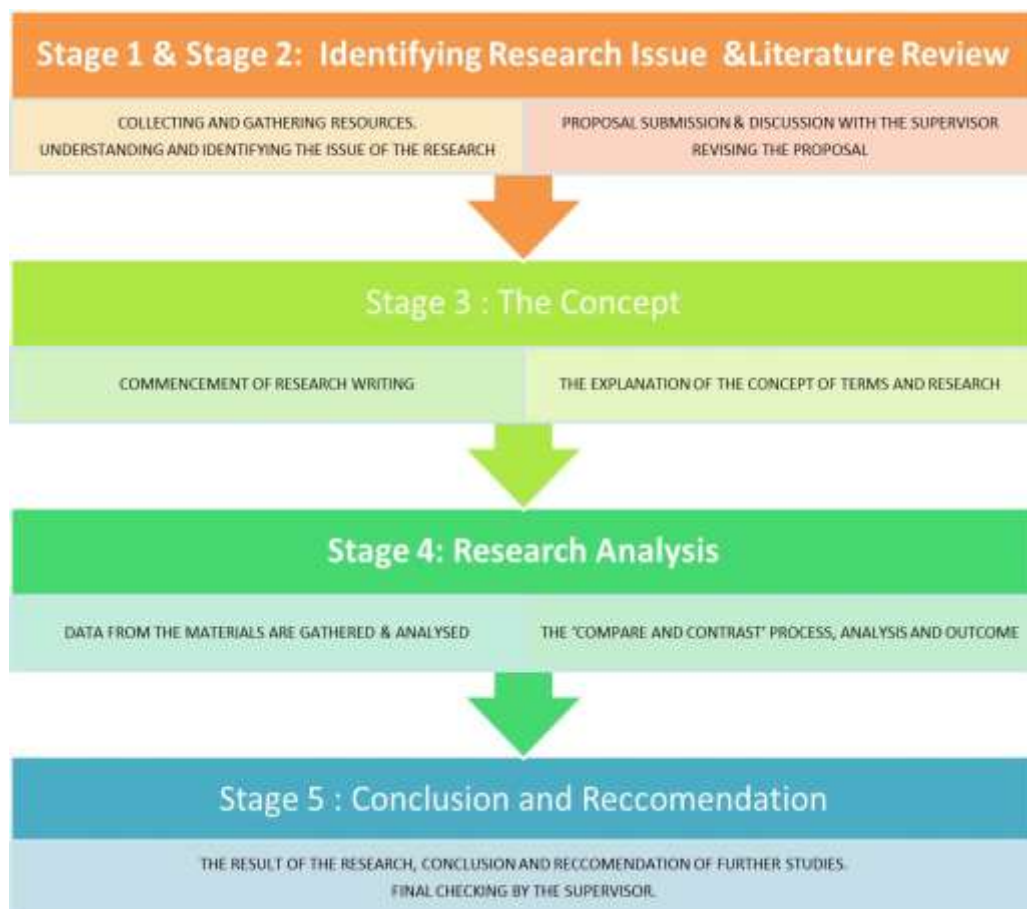 Stage 1 & Stage 2:  Identifying Research Issue  &Literature Review
COLLECTING AND GATHERING RESOURCES.
UNDERSTANDING AND IDENTIFYING THE ISSUE OF THE RESEARCH
PROPOSAL SUBMISSION & DISCUSSION WITH THE SUPERVISOR
REVISING THE PROPOSAL
Stage 3 : The Concept
COMMENCEMENT OF RESEARCH WRITING
THE EXPLANATION OF THE CONCEPT OF TERMS AND RESEARCH
Stage 4: Research Analysis
DATA FROM THE MATERIALS ARE GATHERED & ANALYSED
THE 'COMPARE AND CONTRAST' PROCESS, ANALYSIS AND OUTCOME
Stage 5 : Conclusion and Reccomendation
THE RESULT OF THE RESEARCH, CONCLUSION AND RECCOMENDATION OF FURTHER STUDIES.
FINAL CHECKING BY THE SUPERVISOR.